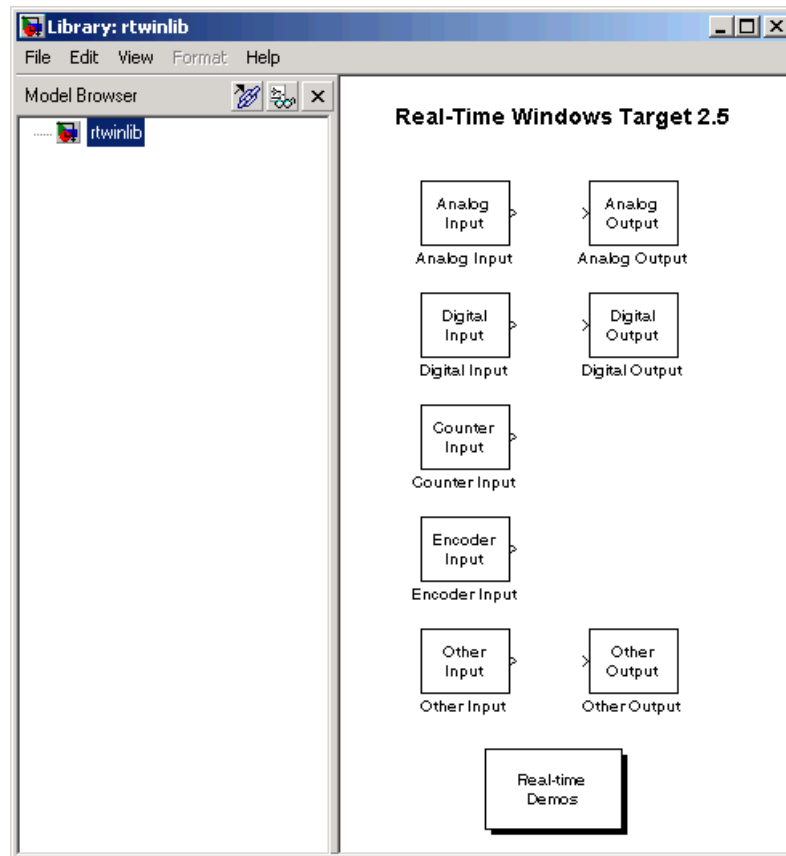 Library: rtwinlib
File Edit View Format Help
Model Browser
rtwinlib
Real-Time Windows Target 2.5
Analog
Input
Analog Input
Analog
Output
Analog Output
Digital
Input
Digital Input
Digital
Output
Digital Output
Counter
Input
Counter Input
Encoder
Input
Encoder Input
Other
Input
Other Input
Other
Output
Other Output
Real-time
Demos